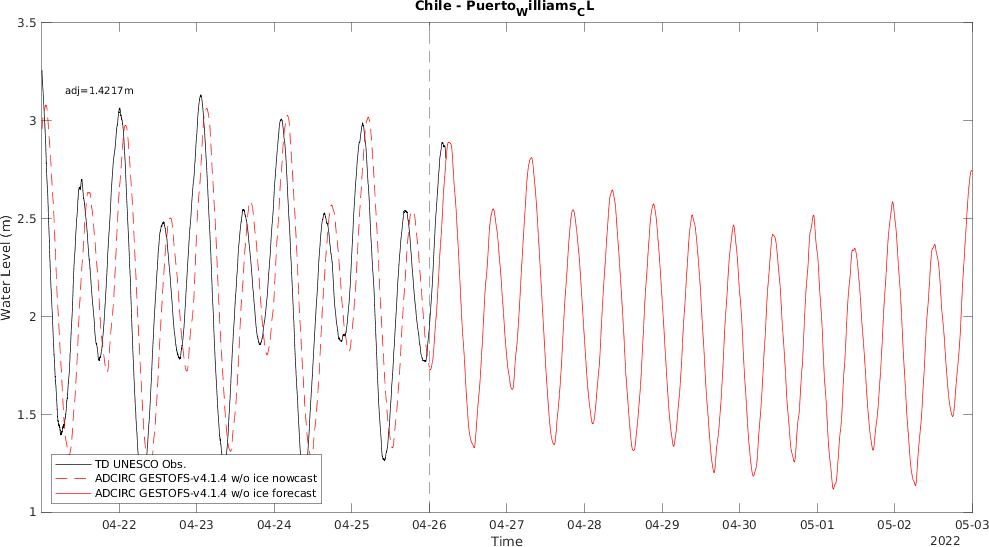 Chile - Puerto_Williams_CL
adj=1.4217m
3.5
3
2.5
2
1.5
1
Water Level (m)
TD UNESCO Obs.
ADCIRC GESTOFS-v4.1.4 w/o ice nowcast
ADCIRC GESTOFS-v4.1.4 w/o ice forecast
04-22 04-23 04-24 04-25 04-26 04-27 04-28 04-29 04-30 05-01 05-02 05-03
Time
2022